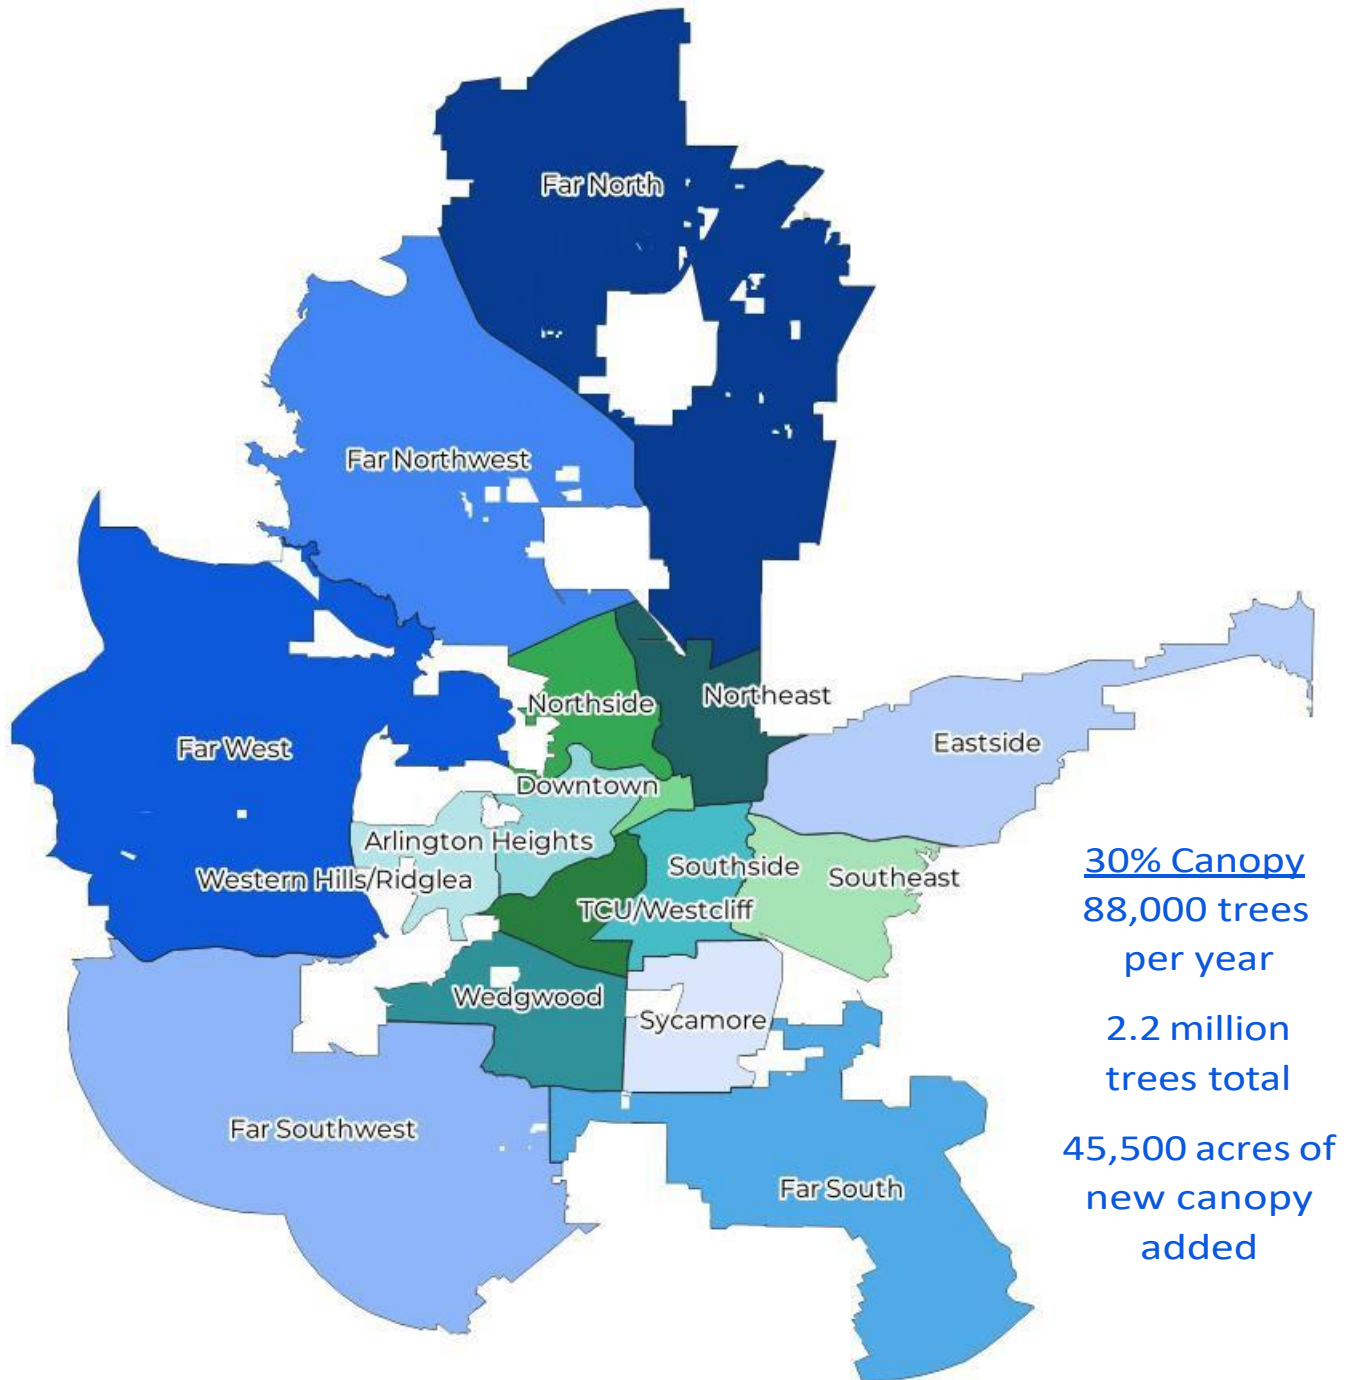 Far North
Far Northwest
Northside
Northeast
Far West
Eastside
Downtown
Arlington Heights
Western Hills/Ridglea
Southside
Southeast
TCU/Westcliff
Wedgwood
Sycamore
Far Southwest
Far South
30% Canopy
88,000 trees
per year
2.2 million
trees total
45,500 acres of
new canopy
added